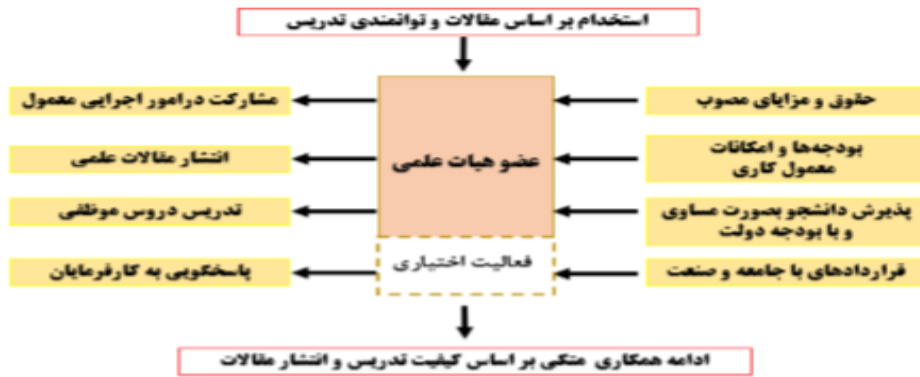 استخدام بر اساس مقالات و توانمندی تدریس
حقوق و مزایای مصوب
عضو هیات علمی
مشارکت درامور اجرایی معمول
بودجه‌ها و امکانات
معمول کاری
انتشار مقالات علمی
پذیرش دانشجو بصورت مساوی
و با بودجه دولت
تدریس دروس موظفی
قراردادهای با جامعه و صنعت
فعالیت اختیاری
پاسخگویی به کارفرمایان
ادامه همکاری متکی بر اساس کیفیت تدریس و انتشار مقالات